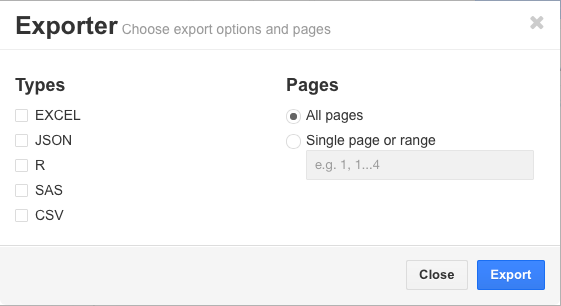 Exporter Choose export options and pages
Types
EXCEL
JSON
R
SAS
CSV
Pages
All pages
Single page or range
e.g. 1, 1...4
Close
Export